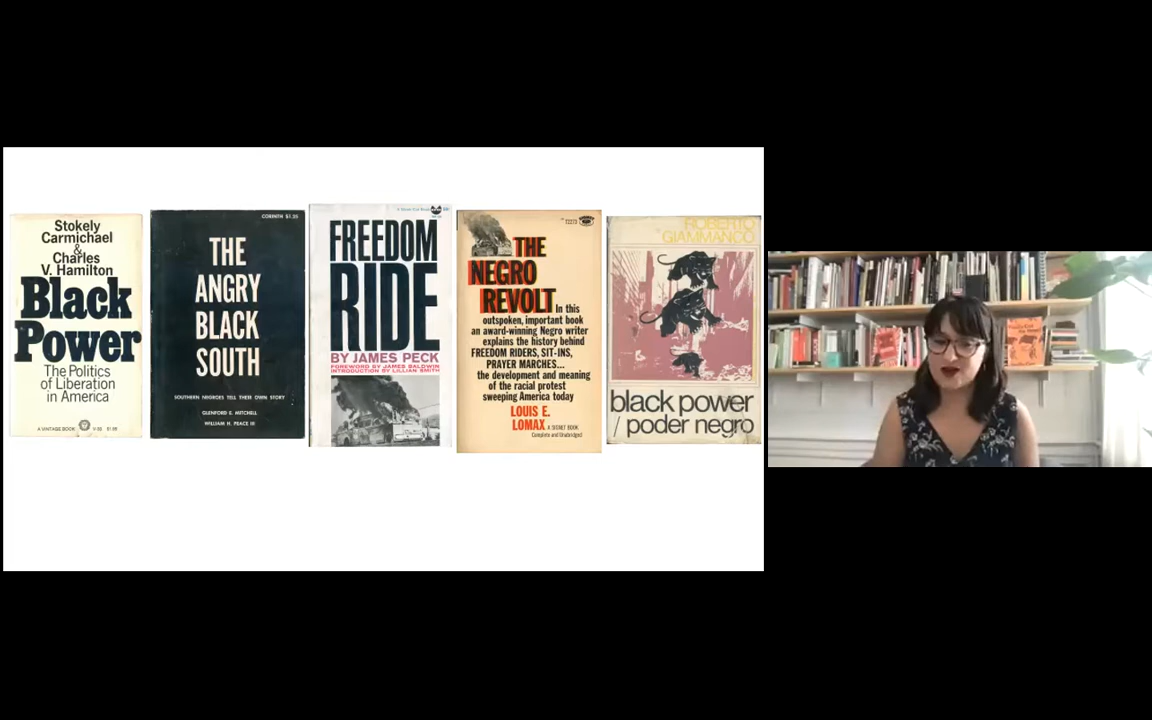 Stokely
Carmichael
&
Charles
V. Hamilton
Black
Power
The Politics
of Liberation
in America
A VINTAGE BOOK
V-33 $1.95
CORINTH $1.25
THE
ANGRY
BLACK
SOUTH
SOUTHERN NEGROES TELL THEIR OWN STORY
GLENFORD E. MITCHELL
WILLIAM H. PEACE III
FREEDOM
RIDE
BY JAMES PECK
FOREWORD BY JAMES BALDWIN
INTRODUCTION BY LILLIAN SMITH
THE
NEGRO
REVOLT
In this
outspoken, important book
an award-winning Negro writer
explains the history behind
FREEDOM RIDERS, SIT-INS,
PRAYER MARCHES...
the development and meaning
of the racial protest
sweeping America today
LOUIS E.
LOMAX
A SIGNET BOOK
Complete and Unabridged
ROBERTO
GIAMMANCO
black power
/ poder negro